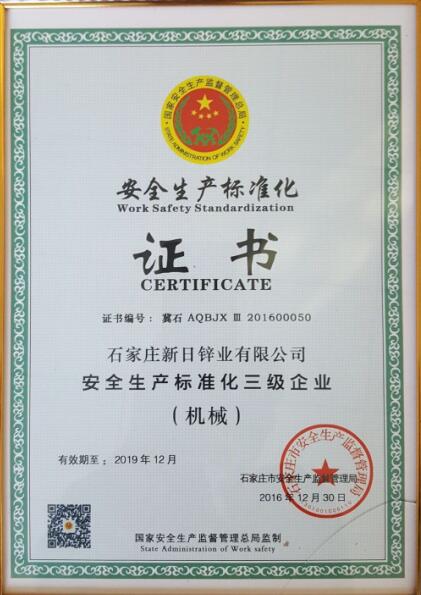 国家安全生产监督管理总局
STATE ADMINISTRATION OF WORK SAFETY
安全生产标准化
Work Safety Standardization
证书
CERTIFICATE
证书编号： 冀石 AQBJX Ⅲ 201600050
石家庄新日锌业有限公司
安全生产标准化三级企业
（机械）
有效期至：2019 年 12 月
石家庄市安全生产监督管理局
石家庄市安全生产监督管理局
2016 年 12 月 30 日
国家安全生产监督管理总局监制
State Administration of Work safety